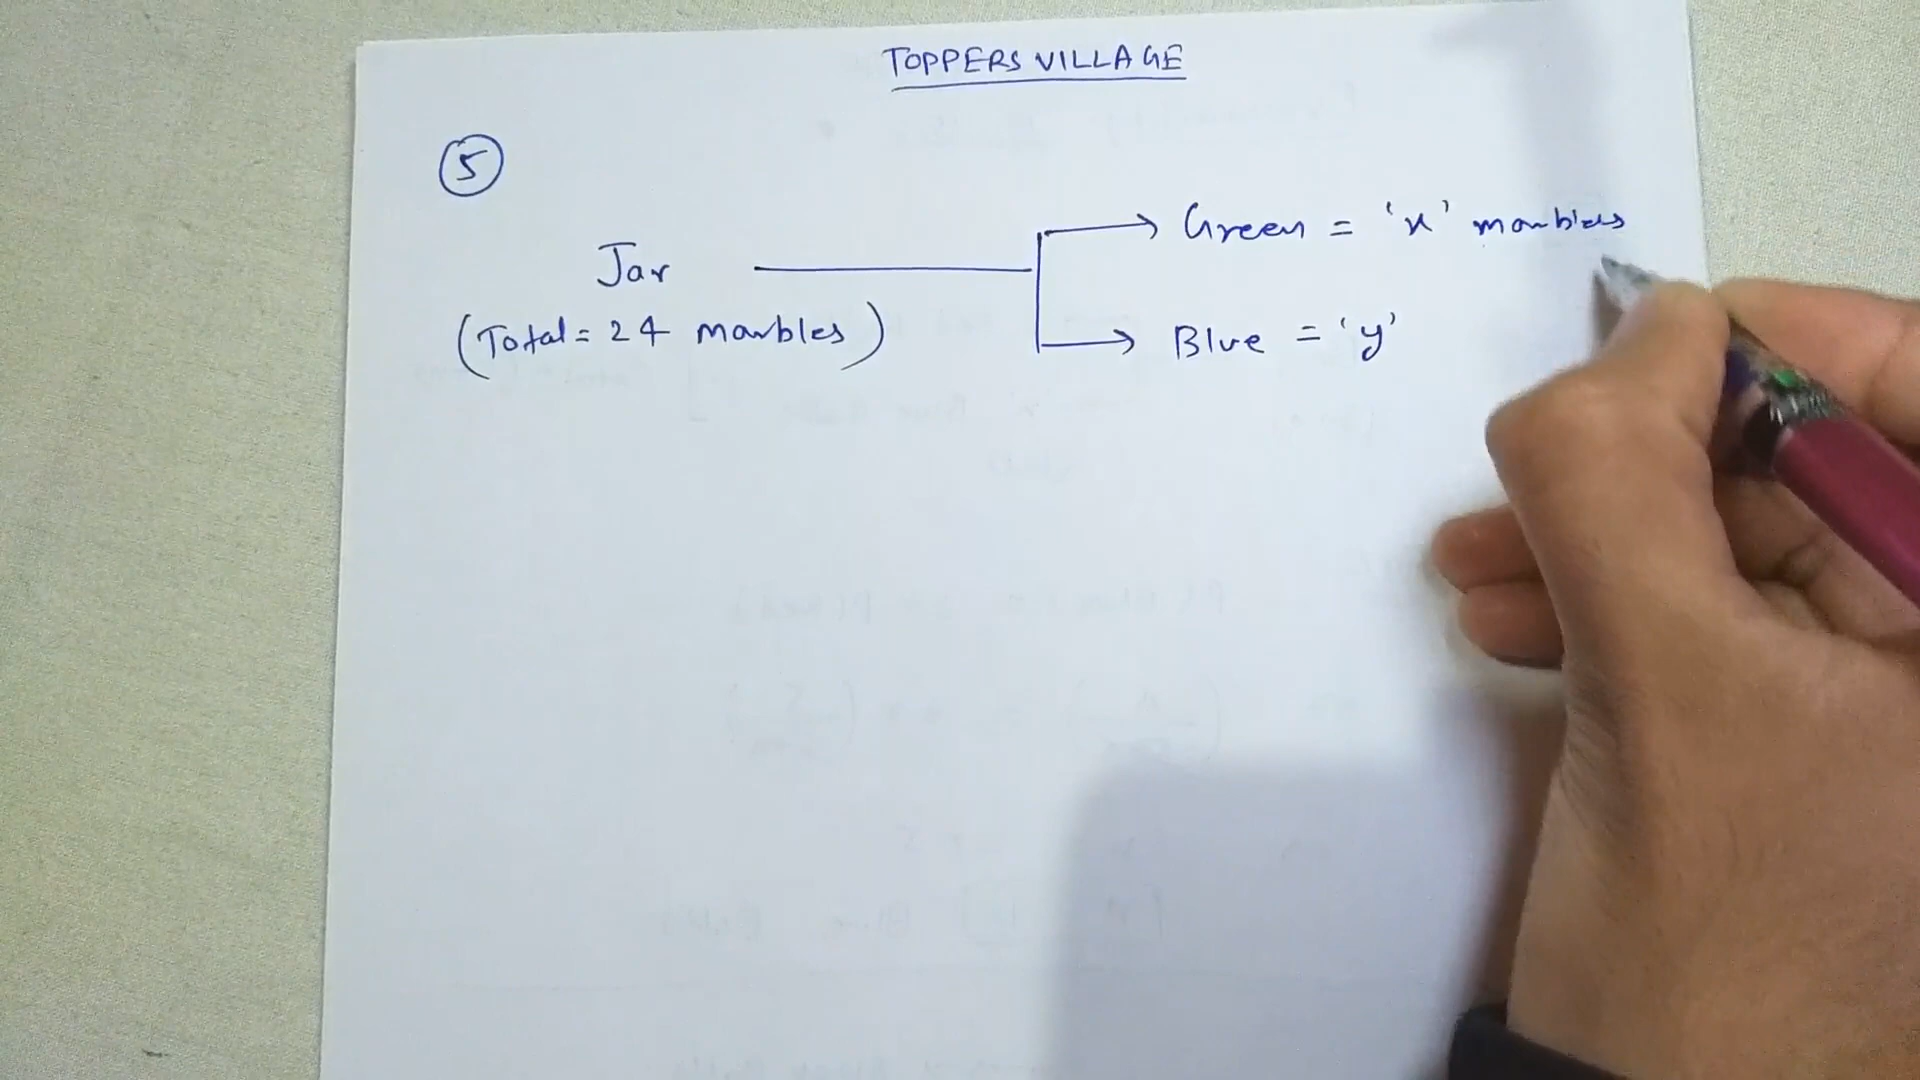 TOPPERS VILLAGE
5
Green = 'x' marbles
Jar
(Total = 24 marbles)
Blue = 'y'